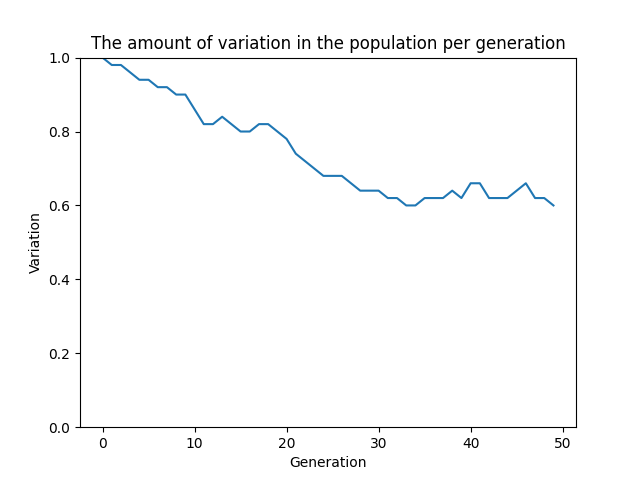 The amount of variation in the population per generation
1.0
0.8
0.6
0.4
0.2
0.0
Variation
0 10 20 30 40 50
Generation